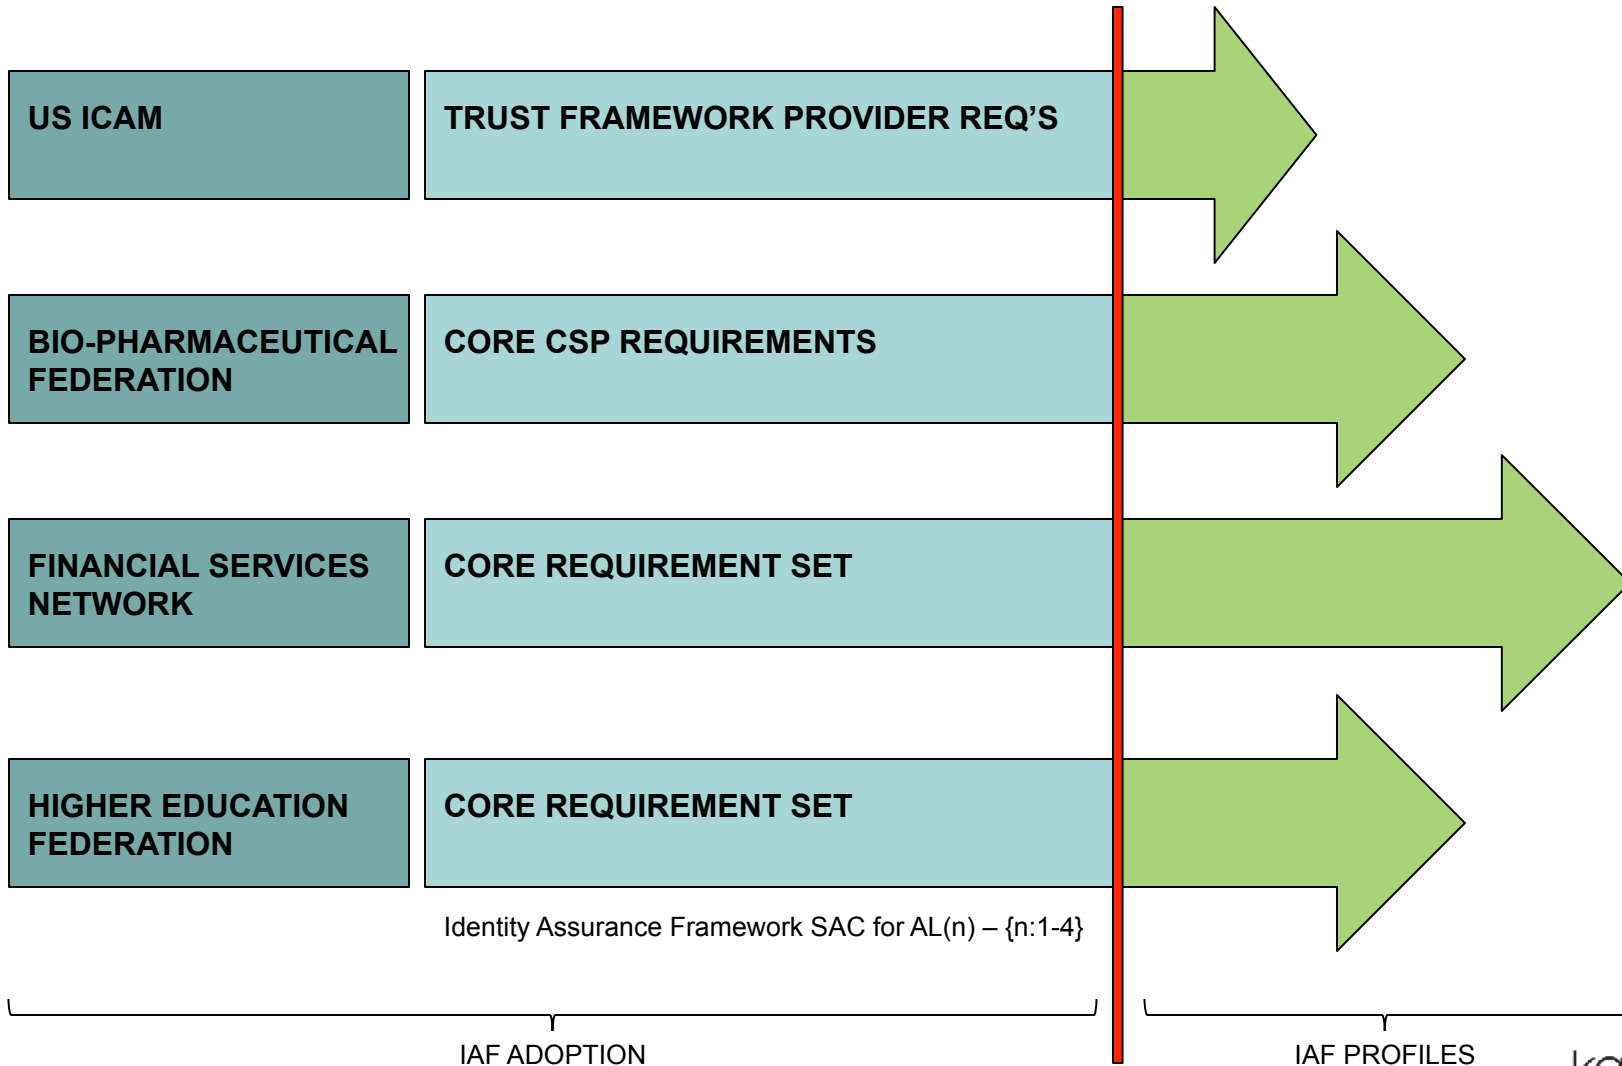 US ICAM
TRUST FRAMEWORK PROVIDER REQ’S
BIO-PHARMACEUTICAL
FEDERATION
CORE CSP REQUIREMENTS
FINANCIAL SERVICES
NETWORK
CORE REQUIREMENT SET
HIGHER EDUCATION
FEDERATION
CORE REQUIREMENT SET
Identity Assurance Framework SAC for AL(n) – {n:1-4}
IAF ADOPTION
IAF PROFILES